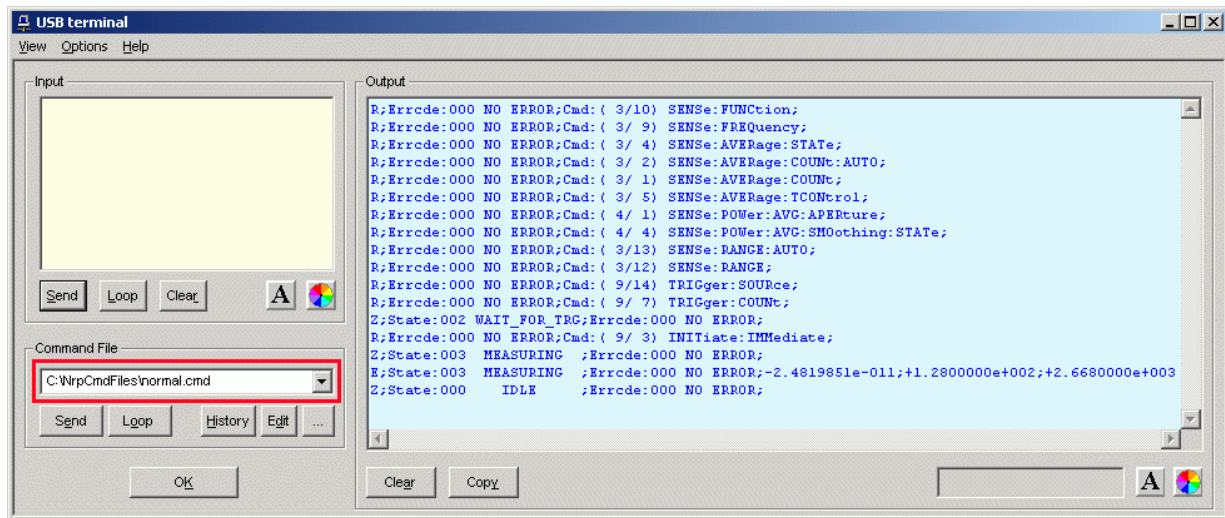 USB terminal
View Options Help
Input
Send Loop Clear A
Command File
C:\NrpCmdFiles\normal.cmd
Send Loop History Edit ...
OK
Output
R;Errcde:000 NO ERROR;Cmd:( 3/10) SENSe:FUNCtion;
R;Errcde:000 NO ERROR;Cmd:( 3/ 9) SENSe:FREQuency;
R;Errcde:000 NO ERROR;Cmd:( 3/ 4) SENSe:AVERage:STATe;
R;Errcde:000 NO ERROR;Cmd:( 3/ 2) SENSe:AVERage:COUNt:AUTO;
R;Errcde:000 NO ERROR;Cmd:( 3/ 1) SENSe:AVERage:COUNt;
R;Errcde:000 NO ERROR;Cmd:( 3/ 5) SENSe:AVERage:TCONtrol;
R;Errcde:000 NO ERROR;Cmd:( 4/ 1) SENSe:POWer:AVG:APERture;
R;Errcde:000 NO ERROR;Cmd:( 4/ 4) SENSe:POWer:AVG:SMOothing:STATe;
R;Errcde:000 NO ERROR;Cmd:( 3/13) SENSe:RANGE:AUTO;
R;Errcde:000 NO ERROR;Cmd:( 3/12) SENSe:RANGE;
R;Errcde:000 NO ERROR;Cmd:( 9/14) TRIGger:SOURce;
R;Errcde:000 NO ERROR;Cmd:( 9/ 7) TRIGger:COUNt;
Z;State:002 WAIT_FOR_TRG;Errcde:000 NO ERROR;
R;Errcde:000 NO ERROR;Cmd:( 9/ 3) INITiate:IMMediate;
Z;State:003  MEASURING  ;Errcde:000 NO ERROR;
E;State:003  MEASURING  ;Errcde:000 NO ERROR;-2.4819851e-011;+1.2800000e+002;+2.6680000e+003
Z;State:000    IDLE     ;Errcde:000 NO ERROR;
Clear Copy A